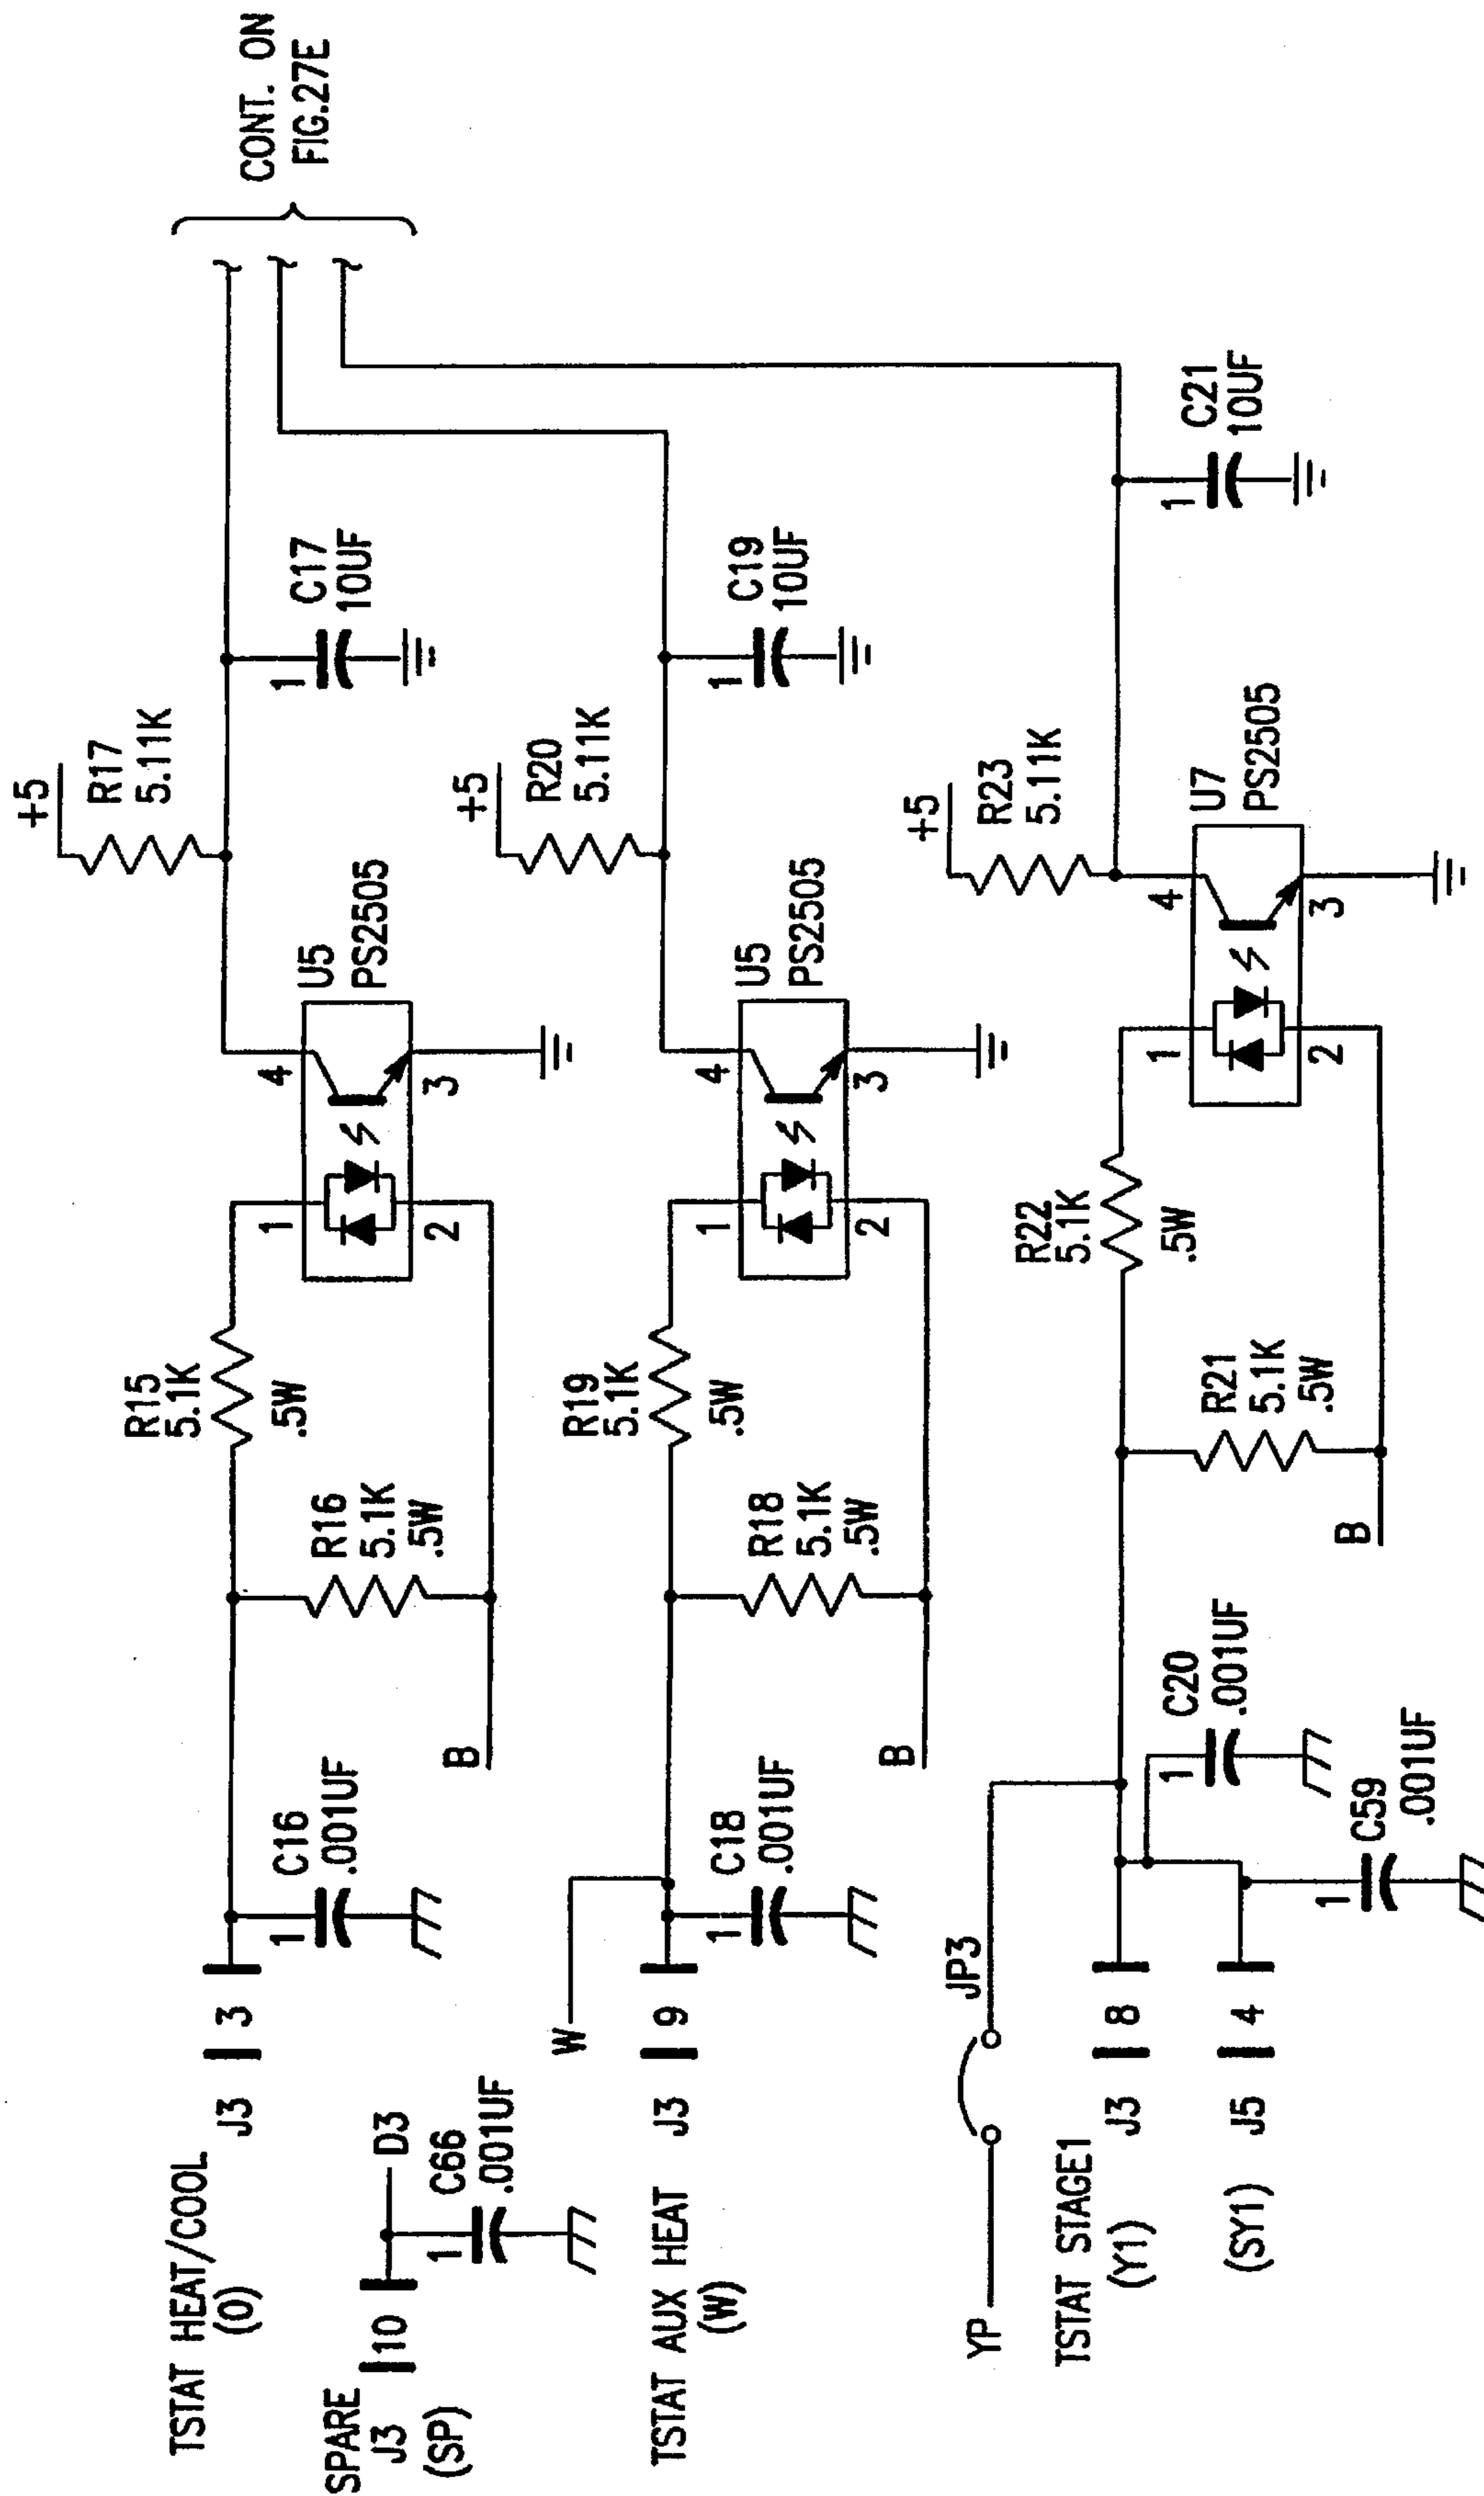 CONT. ON
FIG.27E
+5
R17
5.11K
C17
1
10UF
U5
PS2505
4
3
1
2
R15
5.1K
.5W
R16
5.1K
.5W
B
C16
1
.001UF
J3
3
TSTAT HEAT/COOL
(O)
SPARE
J3
10
(SP)
D3
C66
1
.001UF
+5
R20
5.11K
C19
1
10UF
U5
PS2505
4
3
1
2
R19
5.1K
.5W
R18
5.1K
.5W
B
W
C18
1
.001UF
J3
9
TSTAT AUX HEAT
(W)
+5
R23
5.11K
C21
1
10UF
U7
PS2505
4
3
1
2
R22
5.1K
.5W
R21
5.1K
.5W
B
C20
1
.001UF
C59
1
.001UF
JP3
YP
TSTAT STAGE1
(Y1)
J3
8
(SY1)
J5
4